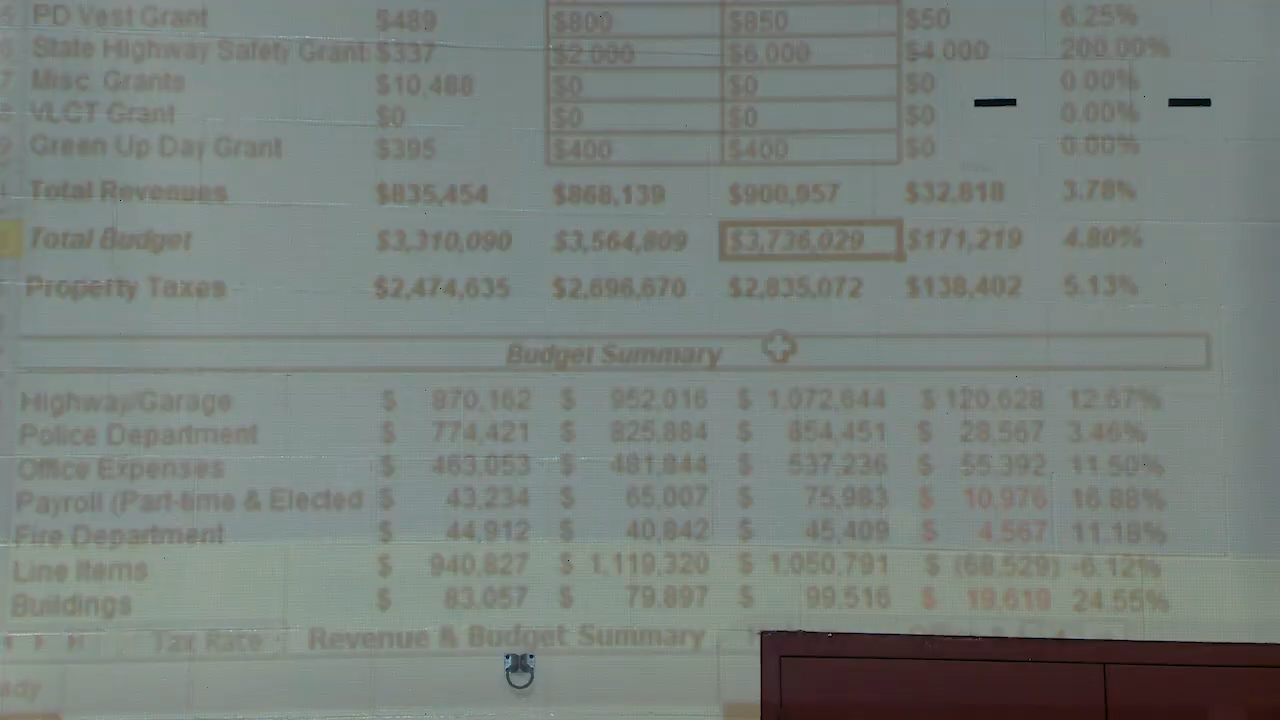 PD Vest Grant $489 $800 $850 $50 6.25%
State Highway Safety Grant $337 $2,000 $6,000 $4,000 200.00%
7 Misc. Grants $10,488 $0 $0 $0 0.00%
8 VLCT Grant $0 $0 $0 $0 0.00%
9 Green Up Day Grant $395 $400 $400 $0 0.00%
Total Revenues $835,454 $868,139 $900,957 $32,818 3.78%
Total Budget $3,310,090 $3,564,809 $3,736,029 $171,219 4.80%
Property Taxes $2,474,635 $2,696,670 $2,835,072 $138,402 5.13%
Budget Summary
Highway/Garage $ 870,162 $ 952,016 $ 1,072,644 $ 120,628 12.67%
Police Department $ 774,421 $ 825,884 $ 854,451 $ 28,567 3.46%
Office Expenses $ 463,053 $ 481,844 $ 537,236 $ 55,392 11.50%
Payroll (Part-time & Elected $ 43,234 $ 65,007 $ 75,983 $ 10,976 16.88%
Fire Department $ 44,912 $ 40,842 $ 45,409 $ 4,567 11.18%
Line Items $ 940,827 $ 1,119,320 $ 1,050,791 $ (68,529) -6.12%
Buildings $ 83,057 $ 79,897 $ 99,516 $ 19,619 24.55%
Tax Rate Revenue & Budget Summary
ady